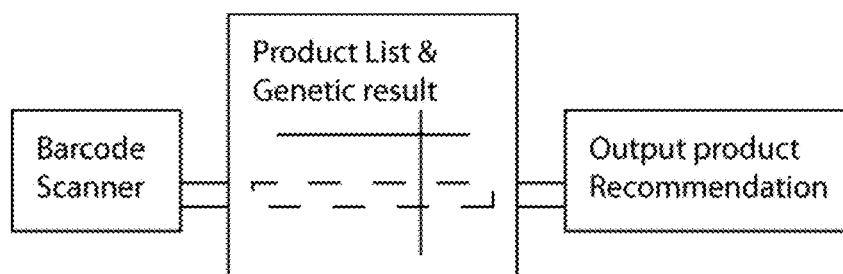 Product List &
Genetic result
Barcode
Scanner
Output product
Recommendation